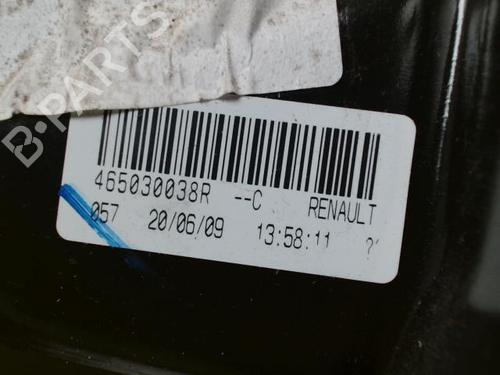 B-PARTS
465030038R --C RENAULT
057 20/06/09 13:58:11 ?'